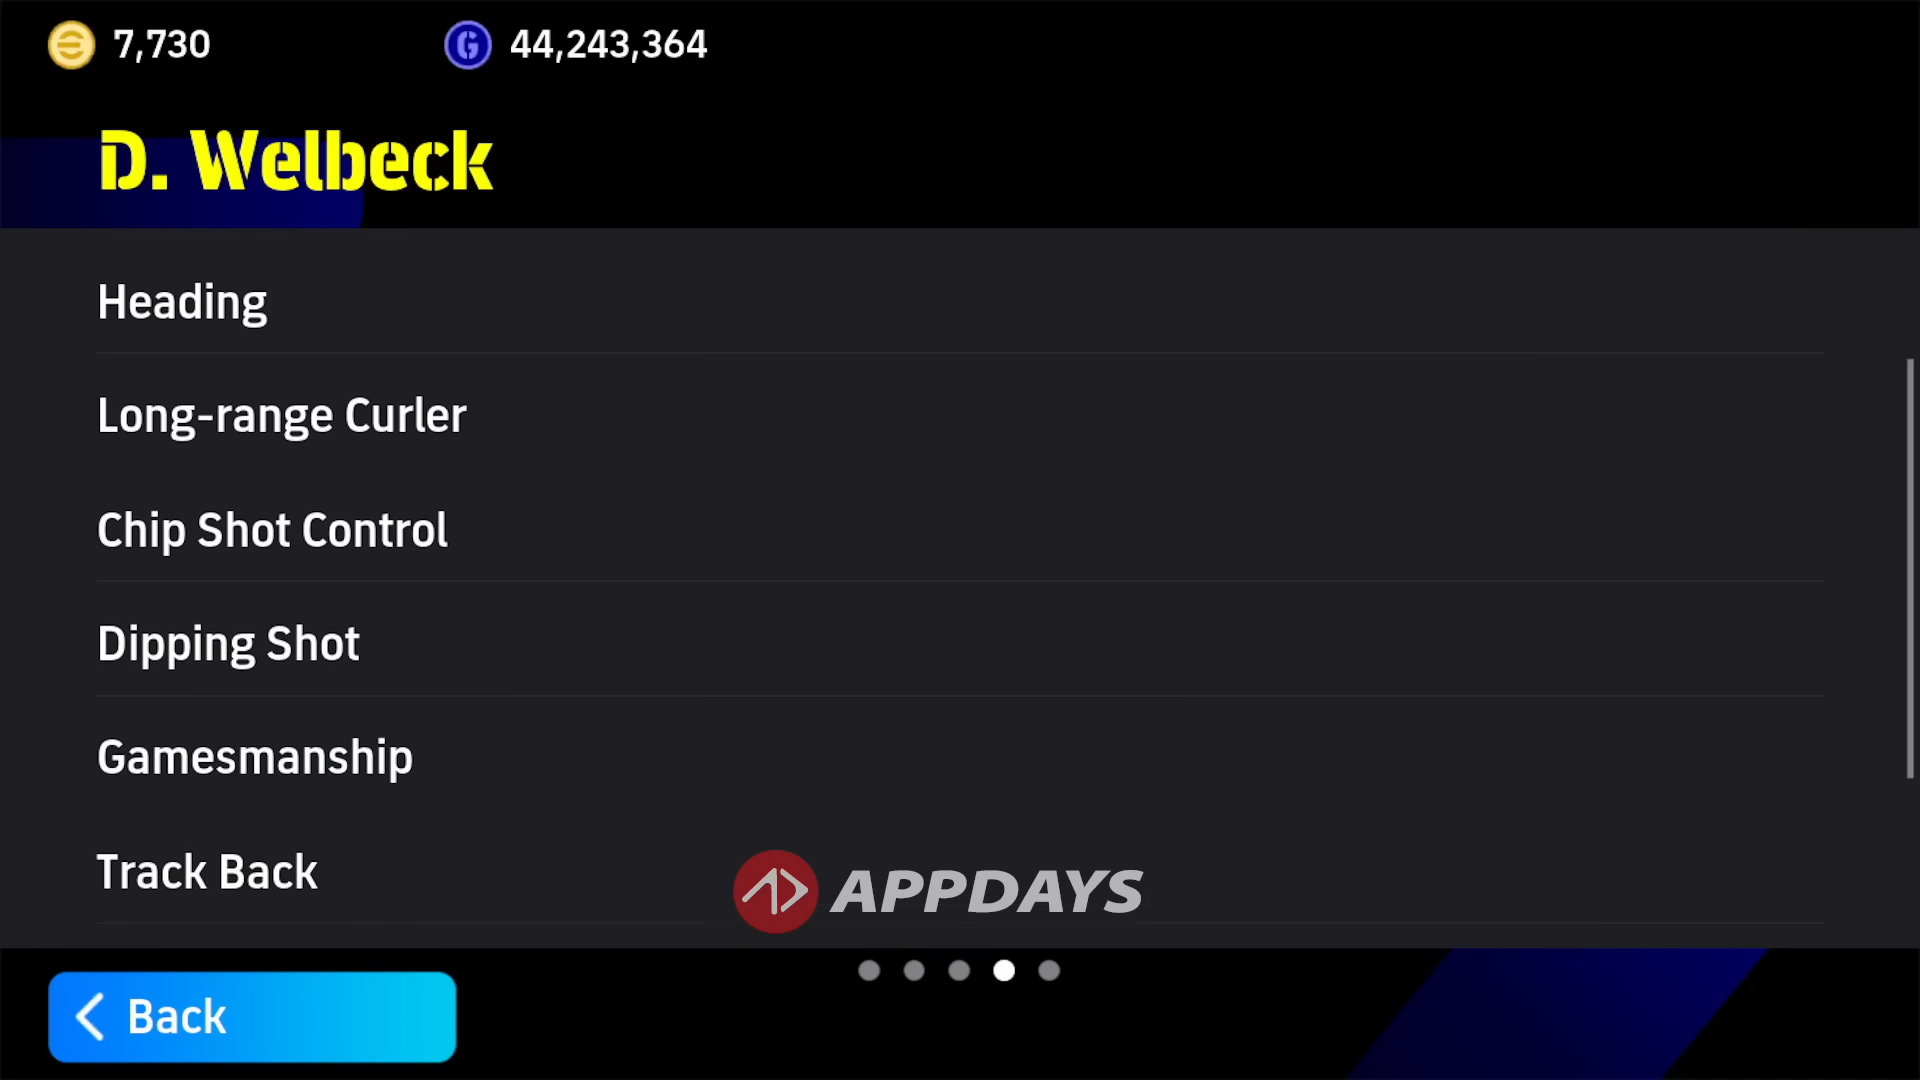 7,730
44,243,364
D. Welbeck
Heading
Long-range Curler
Chip Shot Control
Dipping Shot
Gamesmanship
Track Back
APPDAYS
Back